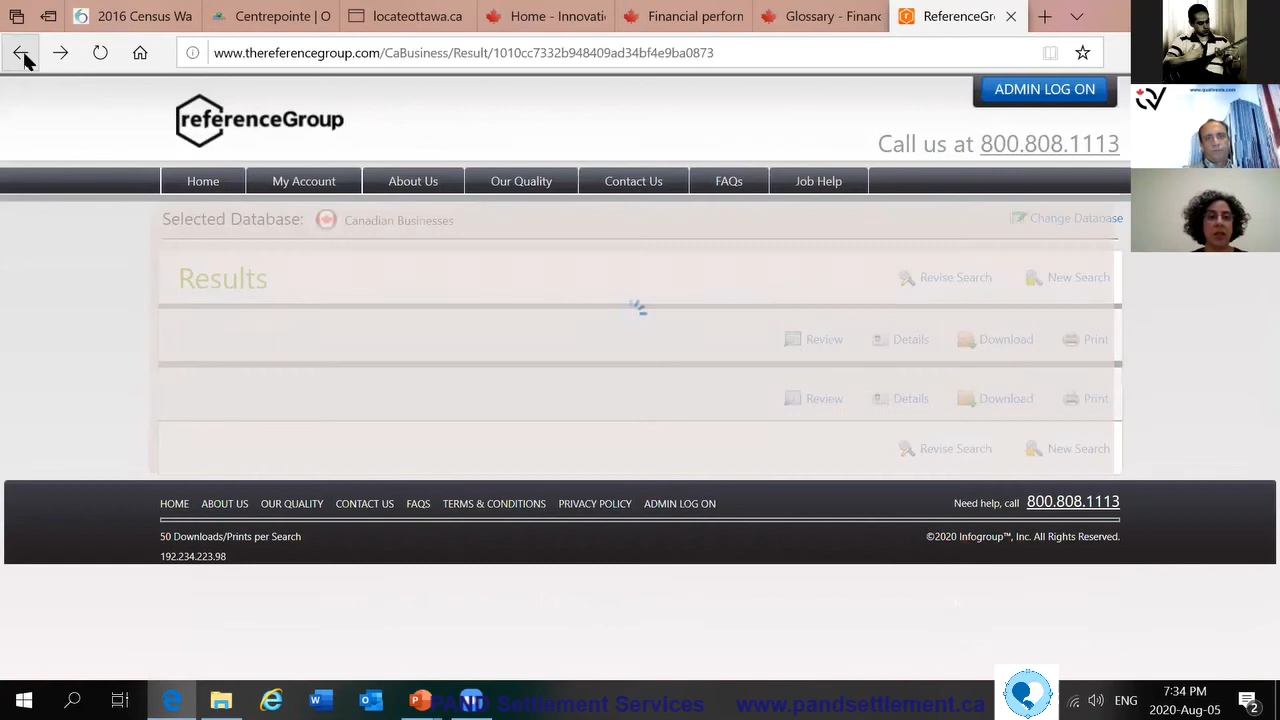 2016 Census Wa
Centrepointe | O
locateottawa.ca
Home - Innovati
Financial perforn
Glossary - Financ
ReferenceGr
www.thereferencegroup.com/CaBusiness/Result/1010cc7332b948409ad34bf4e9ba0873
www.qualivests.com
ADMIN LOG ON
referenceGroup
Call us at 800.808.1113
Home
My Account
About Us
Our Quality
Contact Us
FAQs
Job Help
Selected Database: Canadian Businesses
Change Database
Results
Revise Search
New Search
Review
Details
Download
Print
Review
Details
Download
Print
Revise Search
New Search
HOME ABOUT US OUR QUALITY CONTACT US FAQS TERMS & CONDITIONS PRIVACY POLICY ADMIN LOG ON
Need help, call 800.808.1113
50 Downloads/Prints per Search
©2020 Infogroup™, Inc. All Rights Reserved.
192.234.223.98
PAND Settlement Services www.pandsettlement.ca
ENG
7:34 PM
2020-Aug-05
2